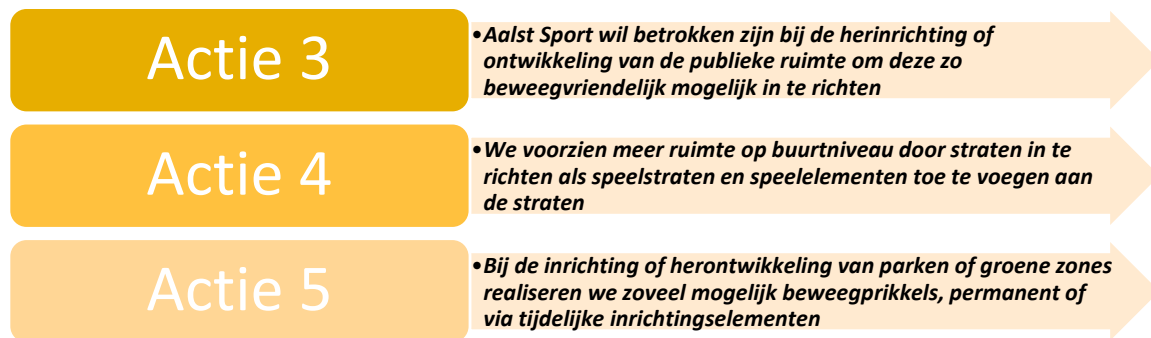 Actie 3
•Aalst Sport wil betrokken zijn bij de herinrichting of
ontwikkeling van de publieke ruimte om deze zo
beweegvriendelijk mogelijk in te richten
Actie 4
•We voorzien meer ruimte op buurtniveau door straten in te
richten als speelstraten en speelelementen toe te voegen aan
de straten
Actie 5
•Bij de inrichting of herontwikkeling van parken of groene zones
realiseren we zoveel mogelijk beweegprikkels, permanent of
via tijdelijke inrichtingselementen